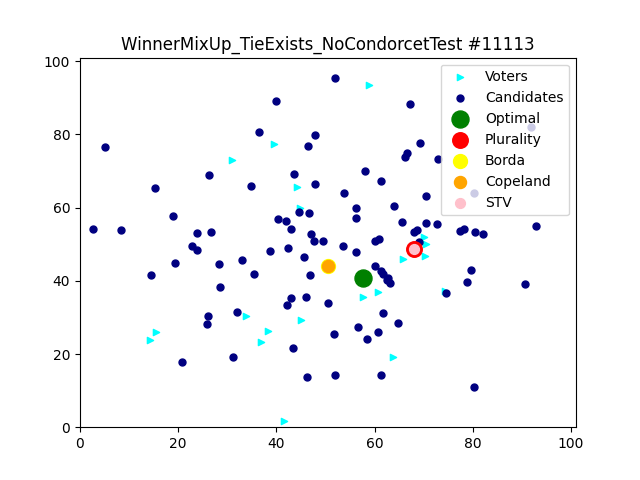 WinnerMixUp_TieExists_NoCondorcetTest #11113
100
80
60
40
20
0
0
20
40
60
80
100
Voters
Candidates
Optimal
Plurality
Borda
Copeland
STV